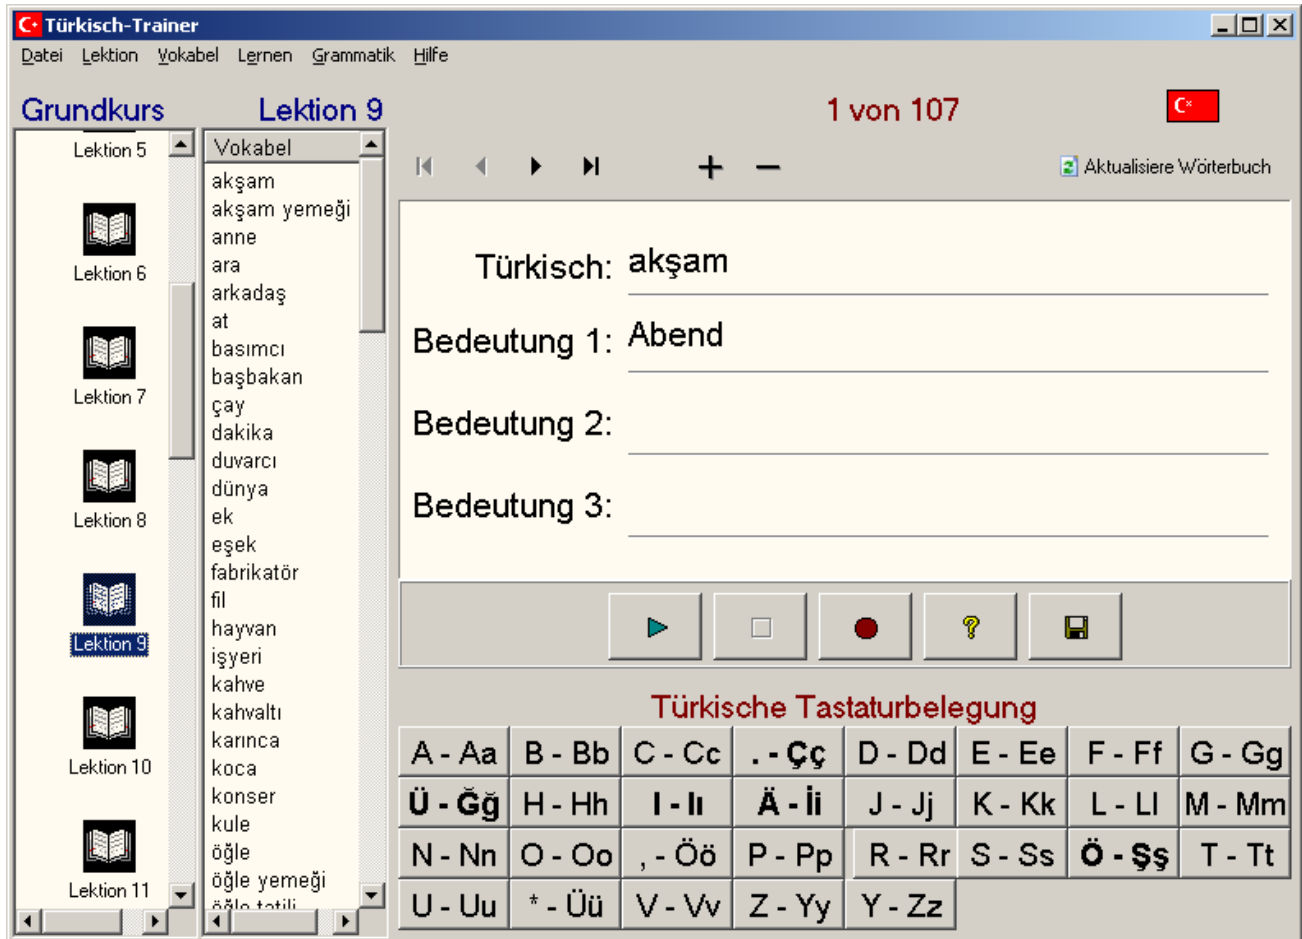 Türkisch-Trainer
Datei Lektion Vokabel Lernen Grammatik Hilfe
Grundkurs
Lektion 5
Lektion 6
Lektion 7
Lektion 8
Lektion 9
Lektion 10
Lektion 11
Lektion 9
Vokabel
akşam
akşam yemeği
anne
ara
arkadaş
at
basımcı
başbakan
çay
dakika
duvarcı
dünya
ek
eşek
fabrikatör
fil
hayvan
işyeri
kahve
kahvaltı
karınca
koca
konser
kule
öğle
öğle yemeği
öğle tatili
1 von 107
Aktualisiere Wörterbuch
Türkisch: akşam
Bedeutung 1: Abend
Bedeutung 2:
Bedeutung 3:
Türkische Tastaturbelegung
A - Aa B - Bb C - Cc . - Çç D - Dd E - Ee F - Ff G - Gg
Ü - Ğğ H - Hh I - Iı Ä - İi J - Jj K - Kk L - Ll M - Mm
N - Nn O - Oo , - Öö P - Pp R - Rr S - Ss Ö - Şş T - Tt
U - Uu * - Üü V - Vv Z - Yy Y - Zz